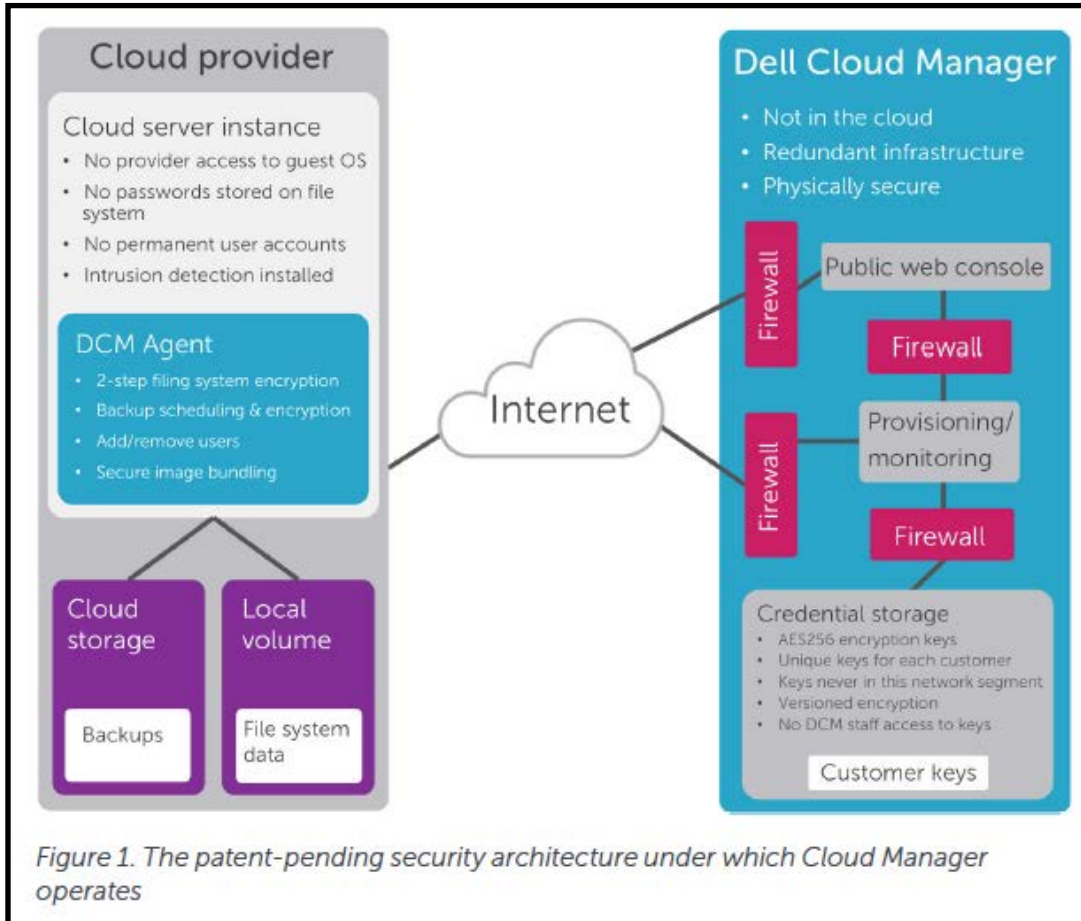 Cloud provider
Cloud server instance
• No provider access to guest OS
• No passwords stored on file
system
• No permanent user accounts
• Intrusion detection installed
DCM Agent
• 2-step filing system encryption
• Backup scheduling & encryption
• Add/remove users
• Secure image bundling
Cloud
storage
Backups
Local
volume
File system
data
Internet
Dell Cloud Manager
• Not in the cloud
• Redundant infrastructure
• Physically secure
Firewall
Public web console
Firewall
Firewall
Provisioning/
monitoring
Firewall
Credential storage
• AES256 encryption keys
• Unique keys for each customer
• Keys never in this network segment
• Versioned encryption
• No DCM staff access to keys
Customer keys
Figure 1. The patent-pending security architecture under which Cloud Manager
operates